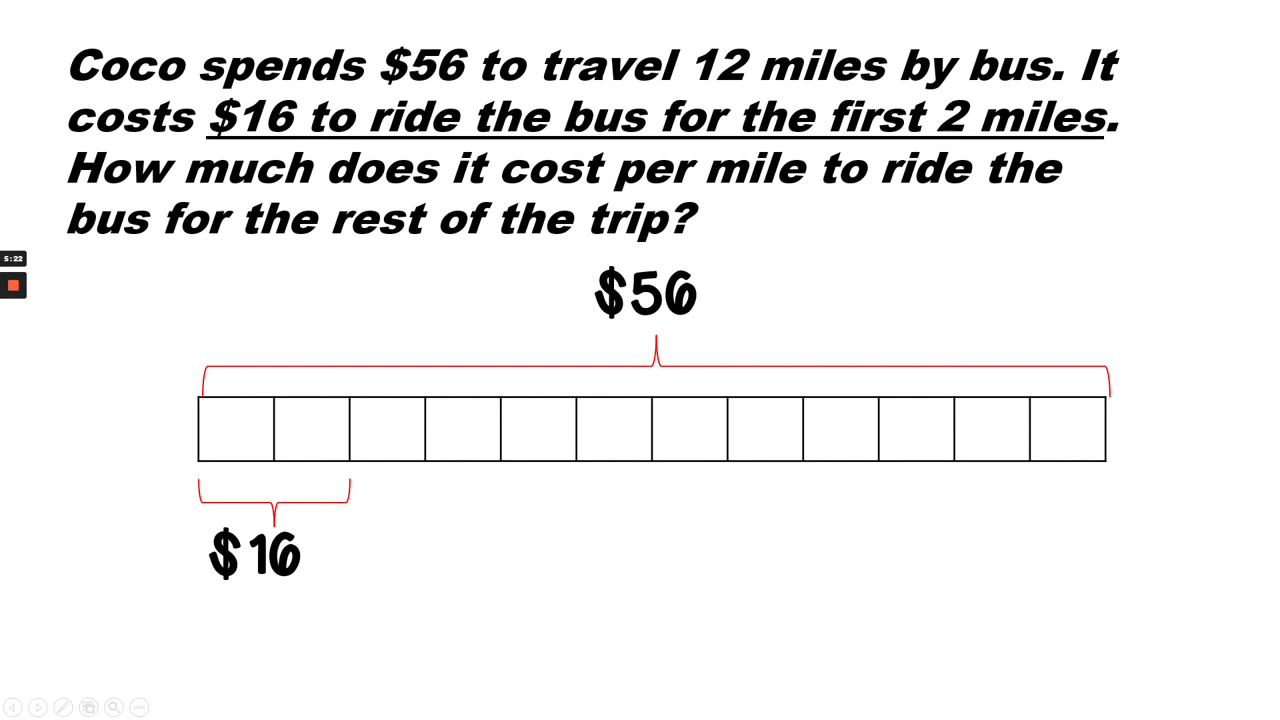 Coco spends $56 to travel 12 miles by bus. It
costs $16 to ride the bus for the first 2 miles.
How much does it cost per mile to ride the
bus for the rest of the trip?
5:22
$56
$16